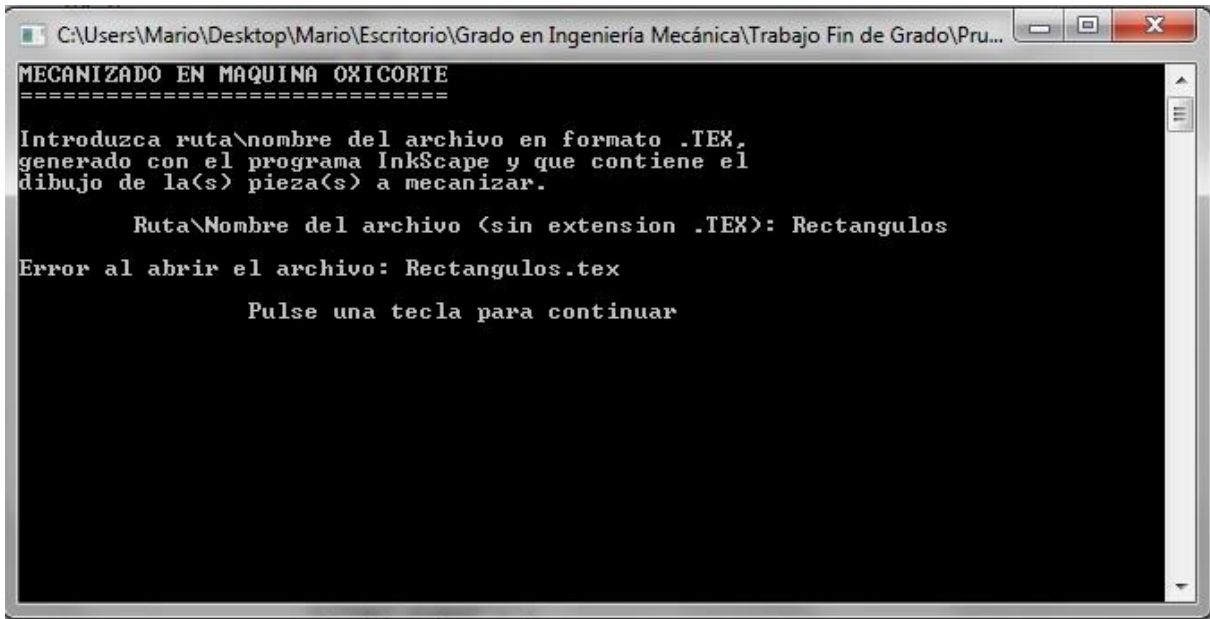 C:\Users\Mario\Desktop\Mario\Escritorio\Grado en Ingeniería Mecánica\Trabajo Fin de Grado\Pru...
MECANIZADO EN MAQUINA OXICORTE
==============================
Introduzca ruta\nombre del archivo en formato .TEX,
generado con el programa InkScape y que contiene el
dibujo de la(s) pieza(s) a mecanizar.
Ruta\Nombre del archivo (sin extension .TEX): Rectangulos
Error al abrir el archivo: Rectangulos.tex
Pulse una tecla para continuar